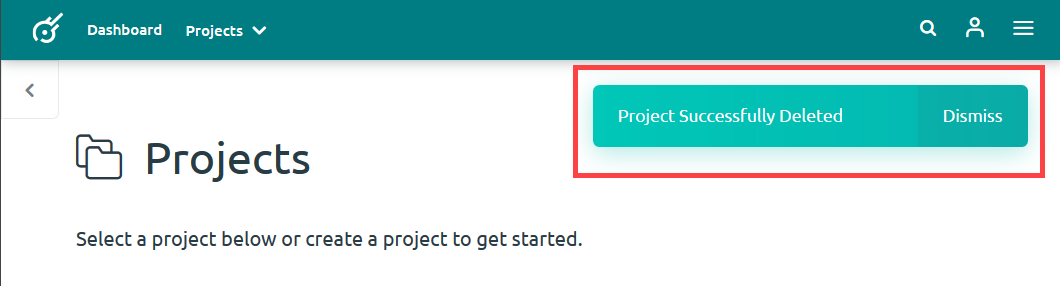 Dashboard Projects
Project Successfully Deleted Dismiss
Projects
Select a project below or create a project to get started.